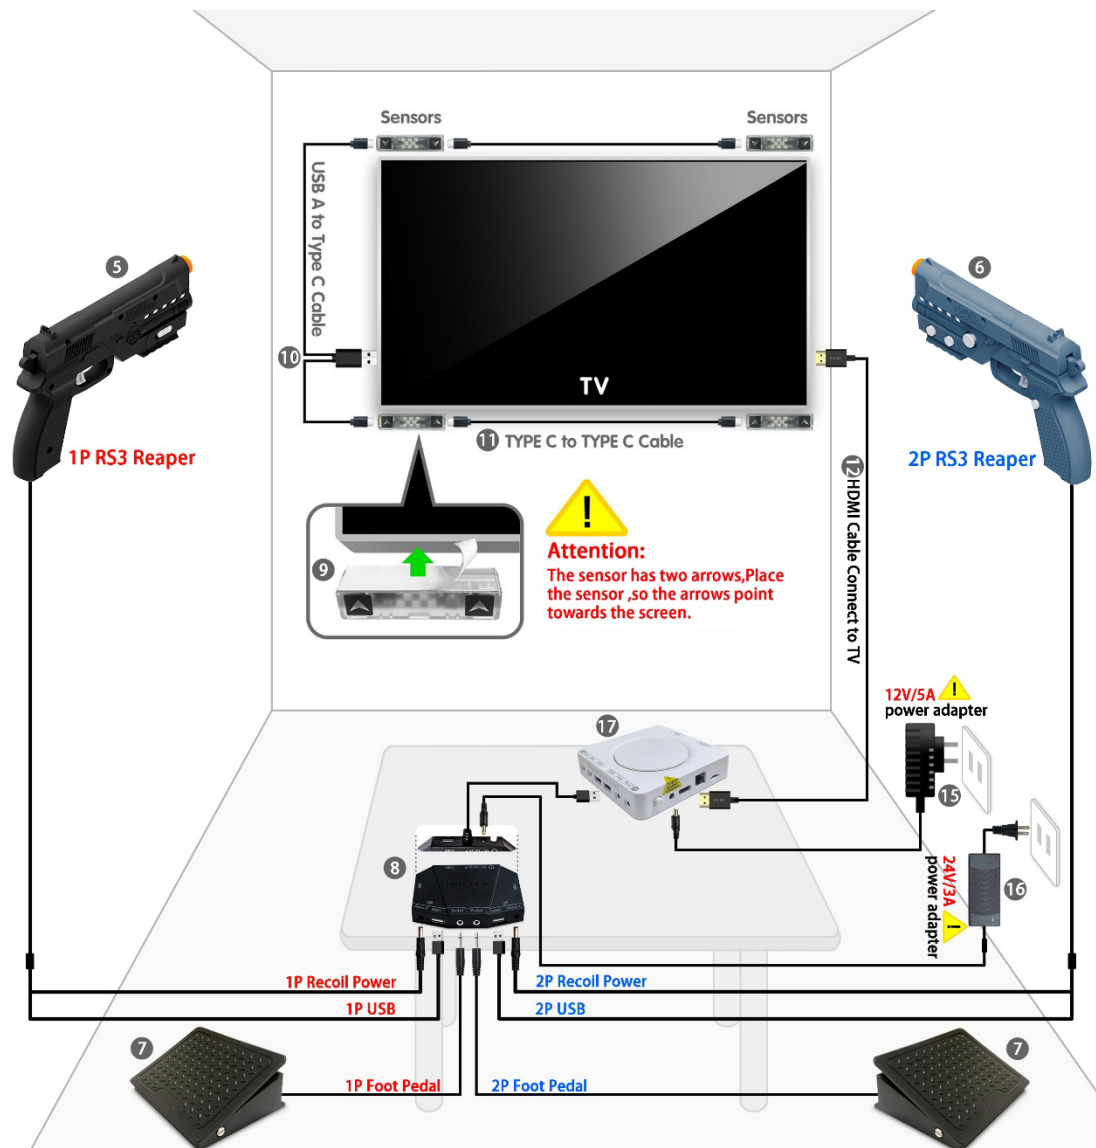 Sensors
Sensors
USB A to Type C Cable
5
6
10
TV
11 TYPE C to TYPE C Cable
1P RS3 Reaper
2P RS3 Reaper
12 HDMI Cable Connect to TV
9
!
Attention:
The sensor has two arrows,Place
the sensor ,so the arrows point
towards the screen.
12V/5A !
power adapter
17
15
8
24V/3A !
power adapter
16
1P Recoil Power
2P Recoil Power
1P USB
2P USB
7
7
1P Foot Pedal
2P Foot Pedal